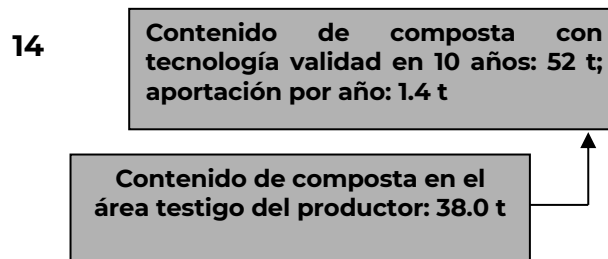 14
Contenido de composta con
tecnología validad en 10 años: 52 t;
aportación por año: 1.4 t
Contenido de composta en el
área testigo del productor: 38.0 t